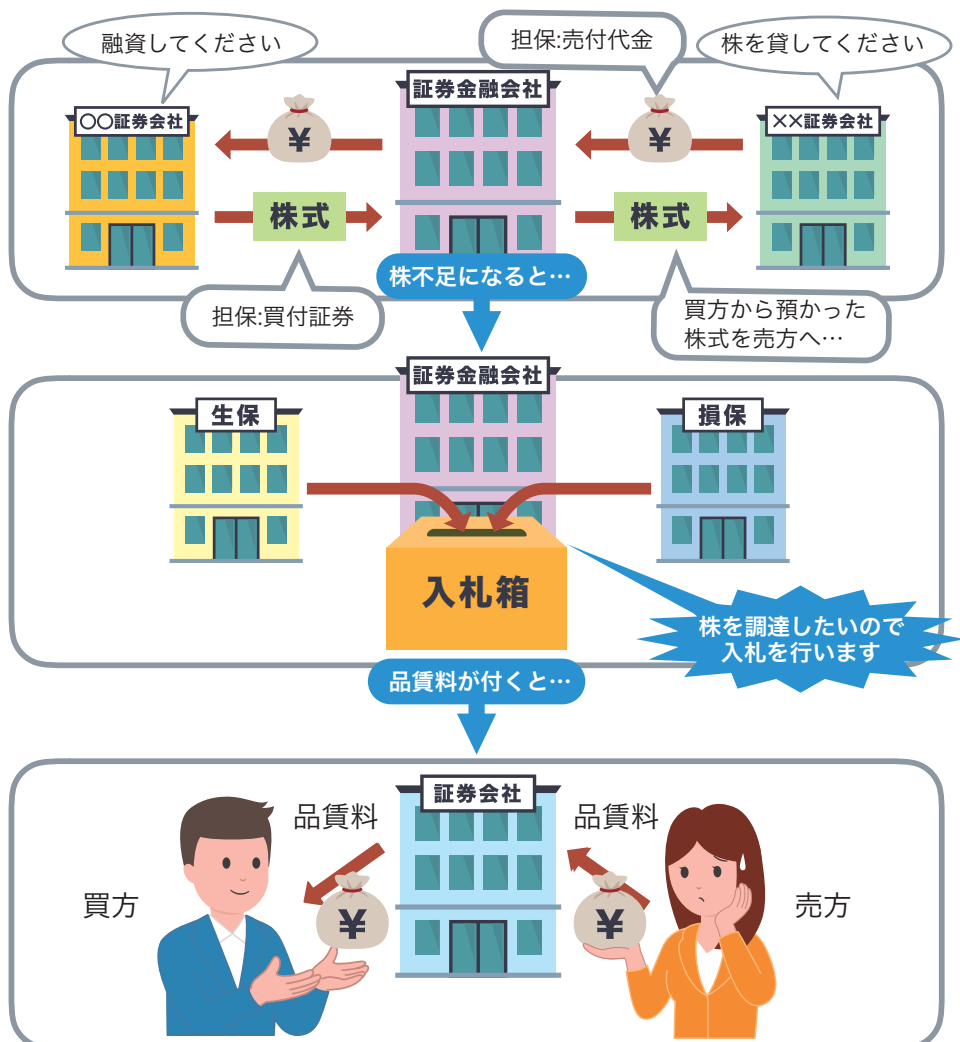 融資してください
担保:売付代金
株を貸してください
証券金融会社
〇〇証券会社
××証券会社
¥
¥
株式
株式
株不足になると…
担保:買付証券
買方から預かった
株式を売方へ…
証券金融会社
生保
損保
入札箱
株を調達したいので
入札を行います
品賃料が付くと…
証券会社
品賃料
品賃料
買方
売方
¥
¥